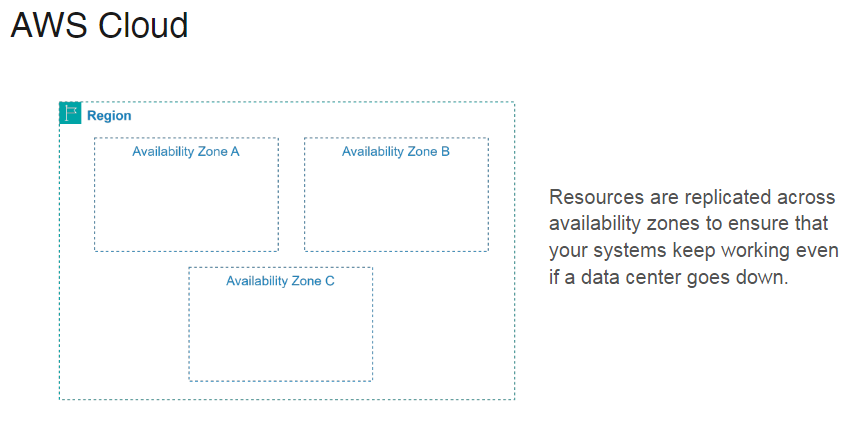 AWS Cloud
Region
Availability Zone A
Availability Zone B
Availability Zone C
Resources are replicated across
availability zones to ensure that
your systems keep working even
if a data center goes down.